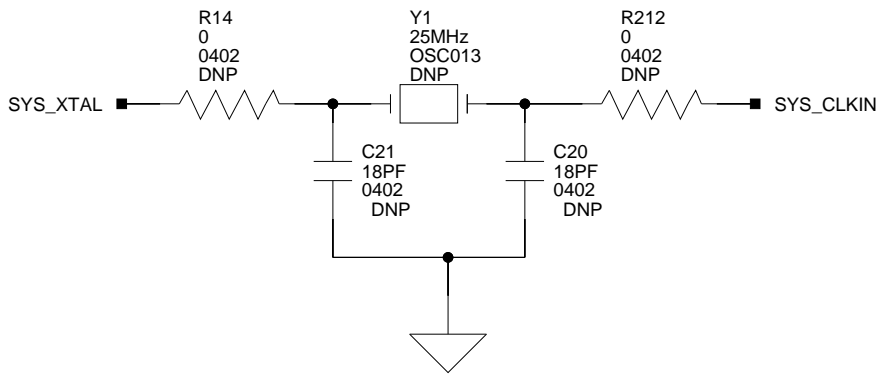 R14
0
0402
DNP
Y1
25MHz
OSC013
DNP
R212
0
0402
DNP
SYS_XTAL
SYS_CLKIN
C21
18PF
0402
DNP
C20
18PF
0402
DNP